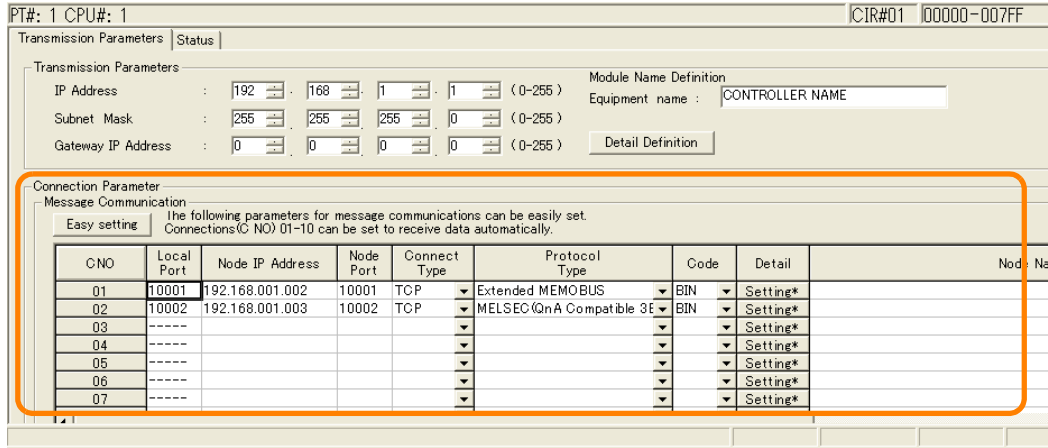 PT#: 1 CPU#: 1 CIR#01 00000-007FF
Transmission Parameters Status
Transmission Parameters
IP Address : 192 . 168 . 1 . 1 (0-255)
Subnet Mask : 255 . 255 . 255 . 0 (0-255)
Gateway IP Address : 0 . 0 . 0 . 0 (0-255)
Module Name Definition
Equipment name : CONTROLLER NAME
Detail Definition
Connection Parameter
Message Communication
Easy setting
The following parameters for message communications can be easily set.
Connections(C NO) 01-10 can be set to receive data automatically.
CNO Local Port Node IP Address Node Port Connect Type Protocol Type Code Detail Node Na
01 10001 192.168.001.002 10001 TCP Extended MEMOBUS BIN Setting*
02 10002 192.168.001.003 10002 TCP MELSEC(QnA Compatible 3E BIN Setting*
03 ----- Setting*
04 ----- Setting*
05 ----- Setting*
06 ----- Setting*
07 ----- Setting*